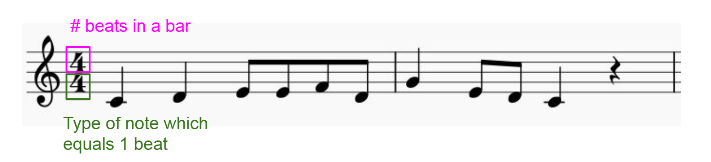 # beats in a bar
4
4
Type of note which
equals 1 beat